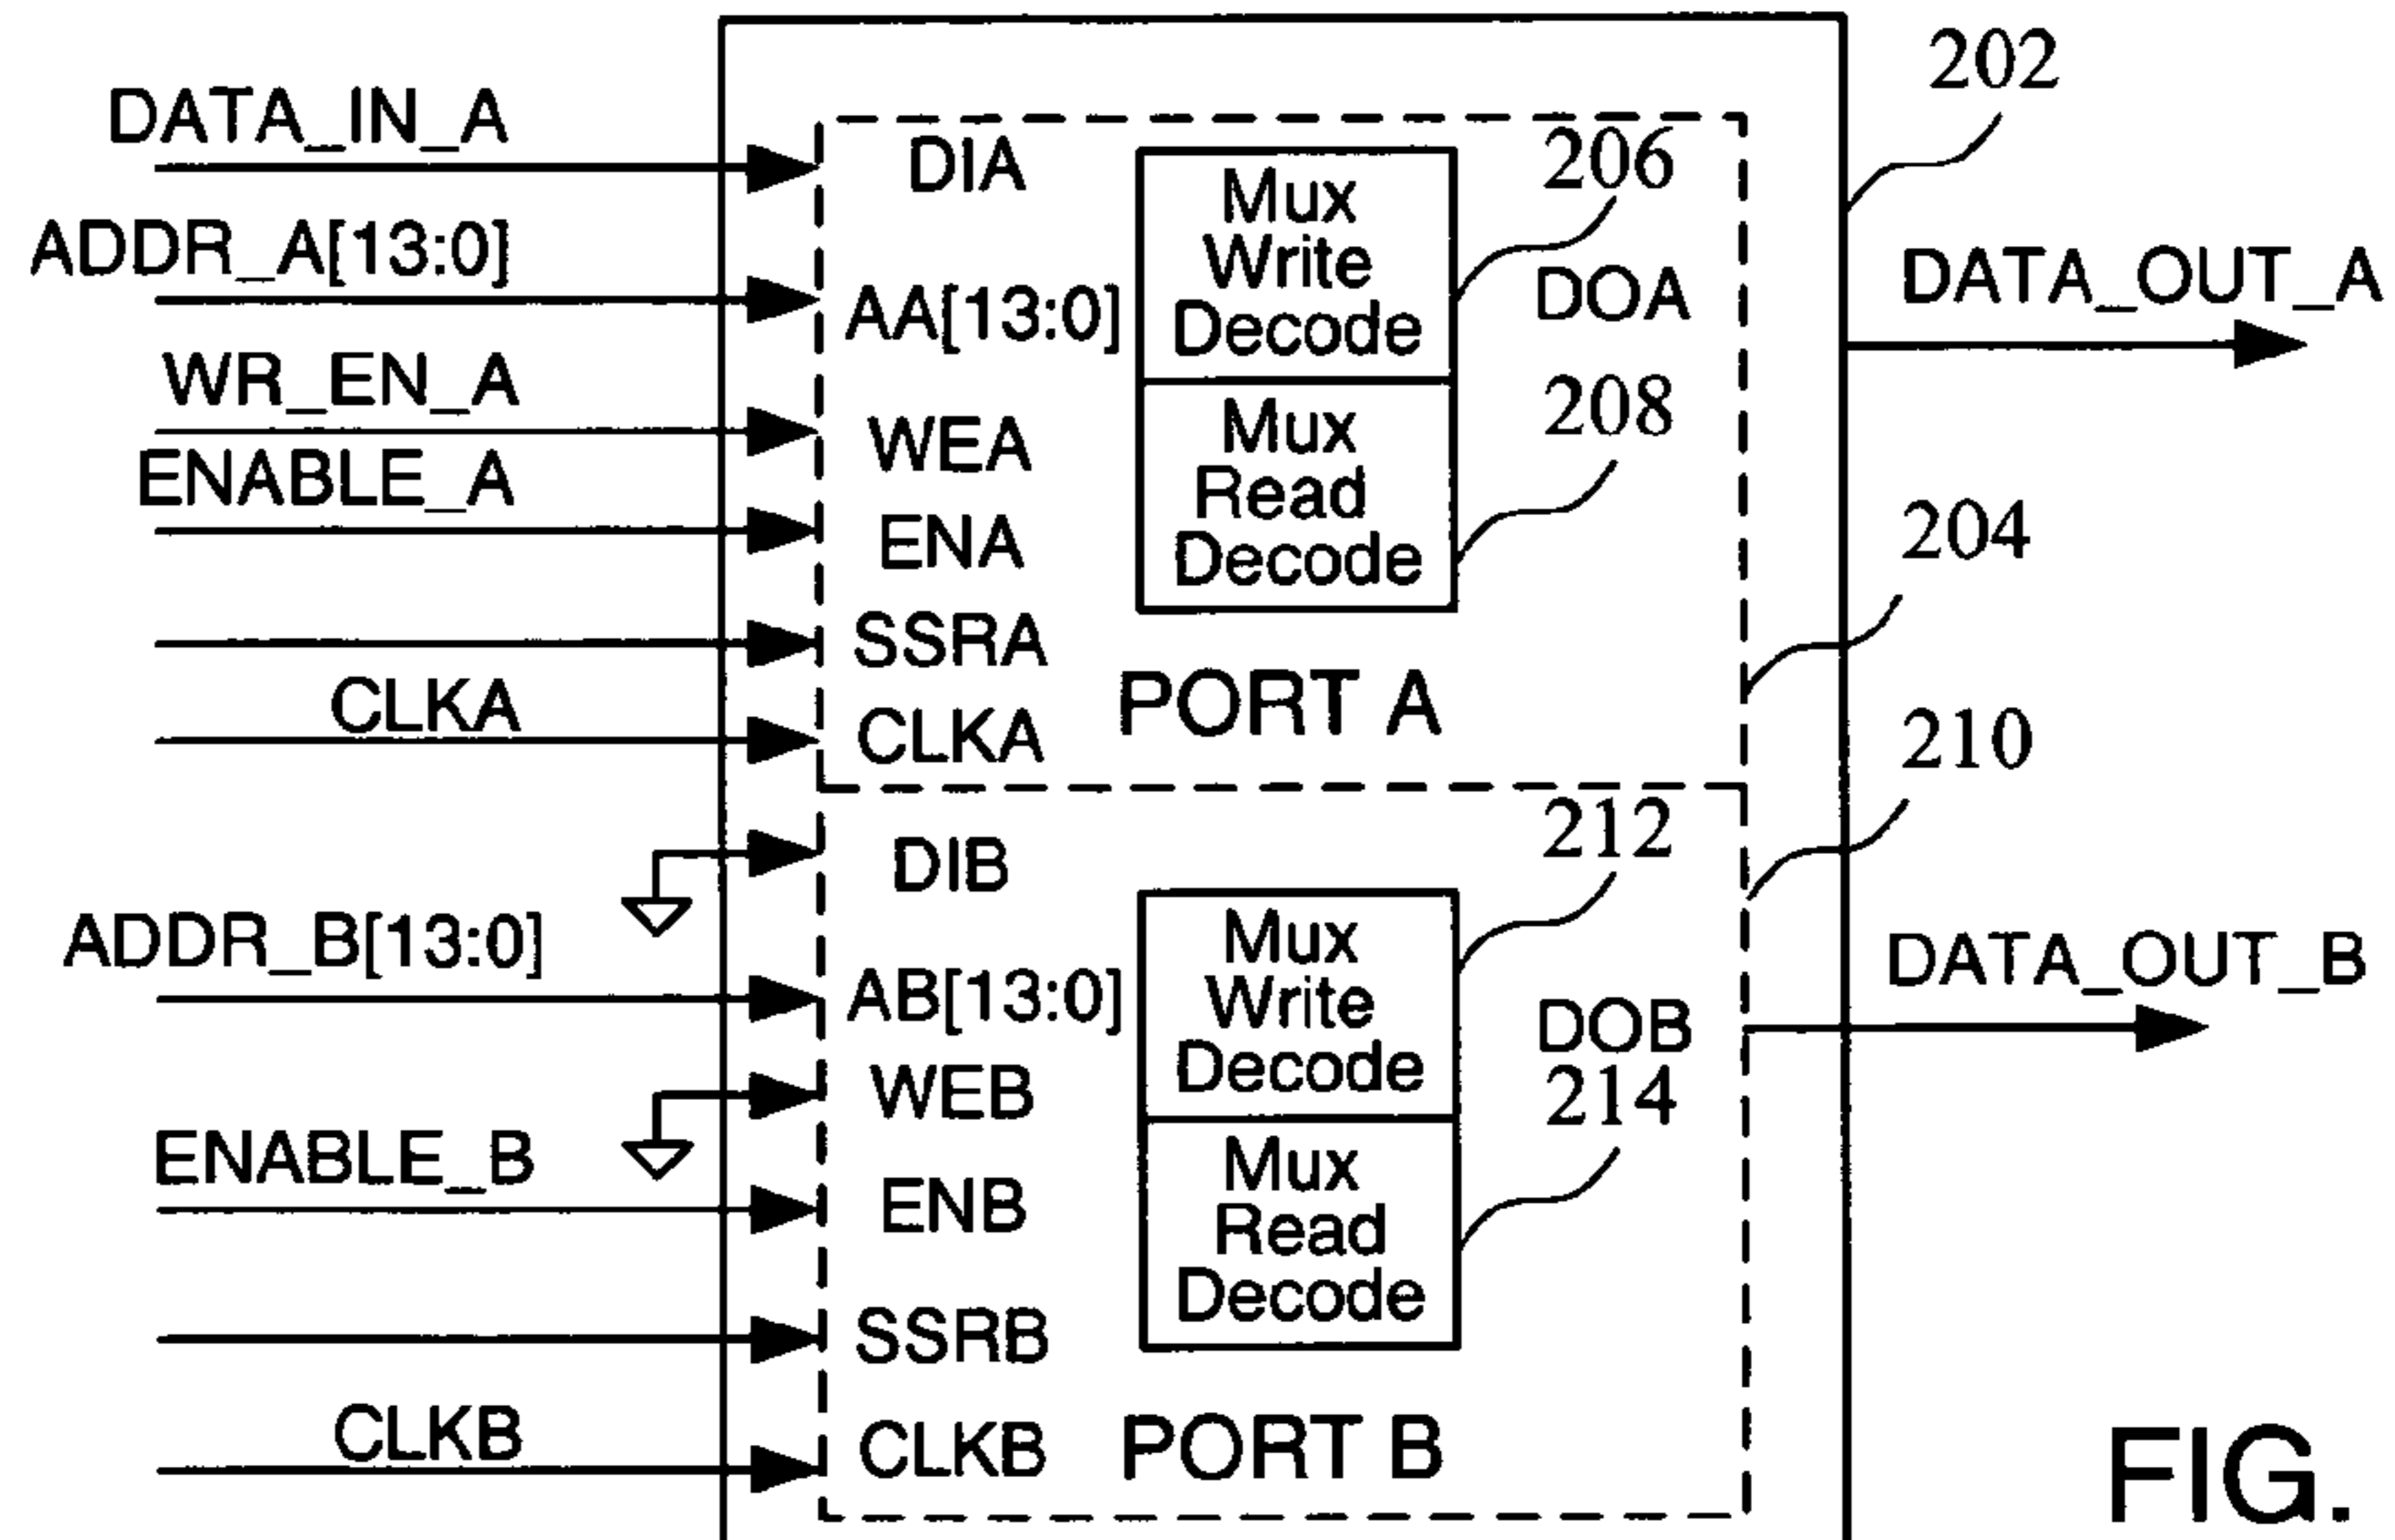 202
DATA_IN_A
DIA
Mux
Write
Decode
206
ADDR_A[13:0]
AA[13:0]
DOA
DATA_OUT_A
WR_EN_A
WEA
Mux
Read
Decode
208
ENABLE_A
ENA
204
SSRA
CLKA
CLKA
PORT A
210
DIB
212
ADDR_B[13:0]
AB[13:0]
Mux
Write
Decode
DOB
DATA_OUT_B
WEB
214
ENABLE_B
ENB
Mux
Read
Decode
SSRB
CLKB
CLKB
PORT B
FIG.